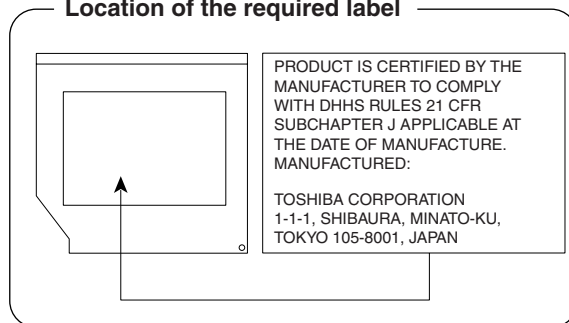 Location of the required label
PRODUCT IS CERTIFIED BY THE
MANUFACTURER TO COMPLY
WITH DHHS RULES 21 CFR
SUBCHAPTER J APPLICABLE AT
THE DATE OF MANUFACTURE.
MANUFACTURED:
TOSHIBA CORPORATION
1-1-1, SHIBAURA, MINATO-KU,
TOKYO 105-8001, JAPAN